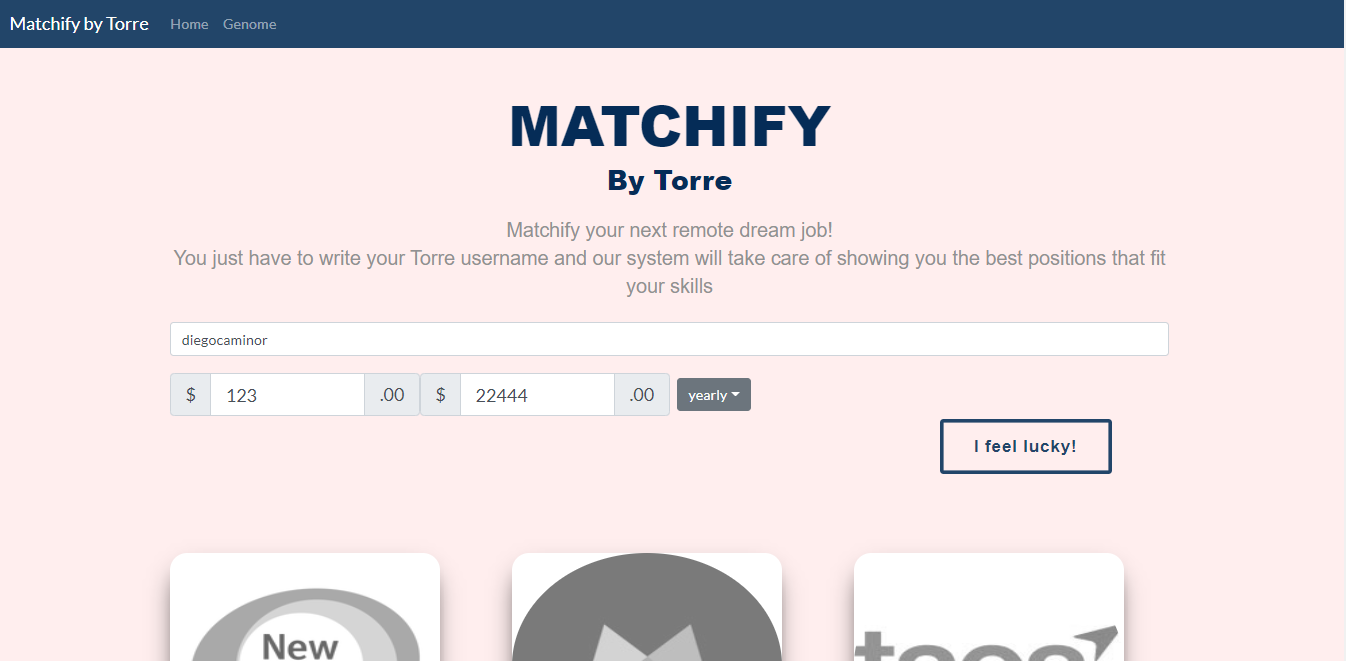 Matchify by Torre Home Genome
MATCHIFY
By Torre
Matchify your next remote dream job!
You just have to write your Torre username and our system will take care of showing you the best positions that fit
your skills
diegocaminor
$ 123 .00 $ 22444 .00 yearly
I feel lucky!
New